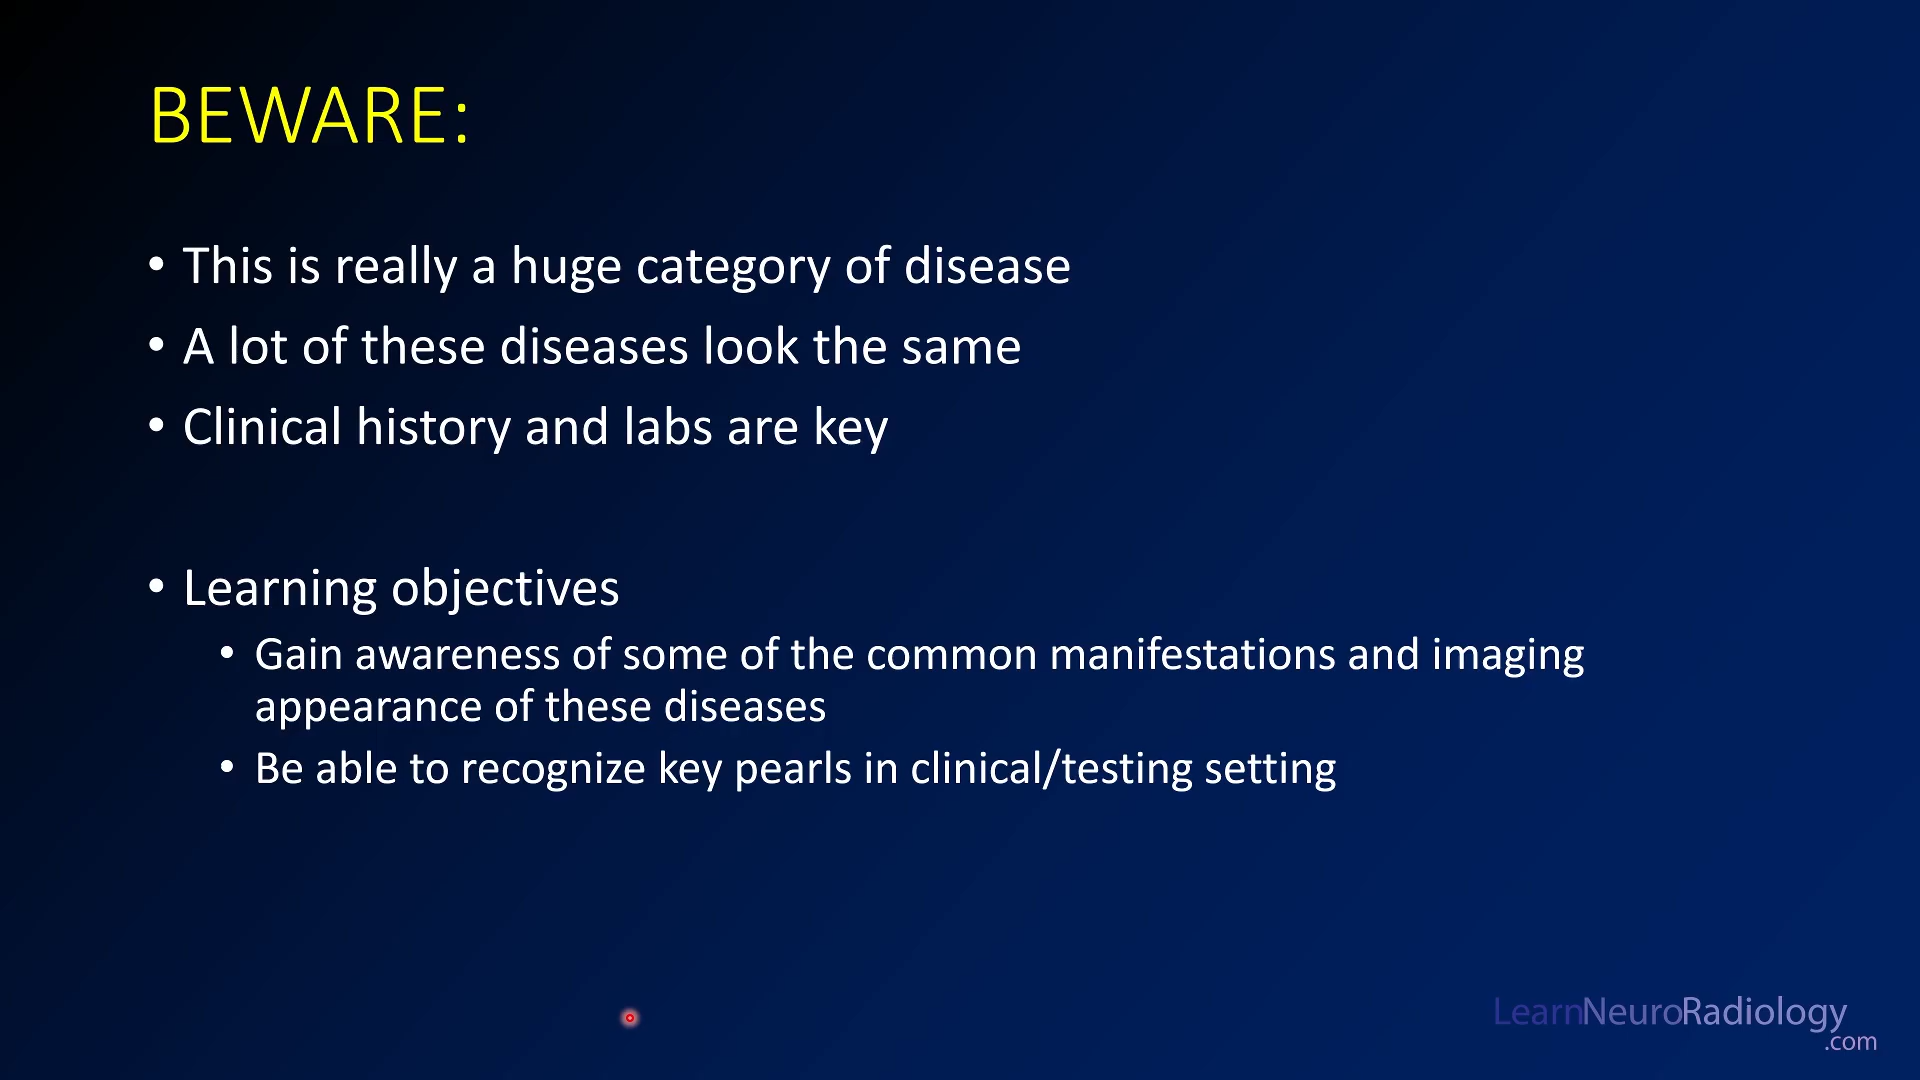 BEWARE:
• This is really a huge category of disease
• A lot of these diseases look the same
• Clinical history and labs are key
• Learning objectives
• Gain awareness of some of the common manifestations and imaging
appearance of these diseases
• Be able to recognize key pearls in clinical/testing setting
LearnNeuroRadiology
.com